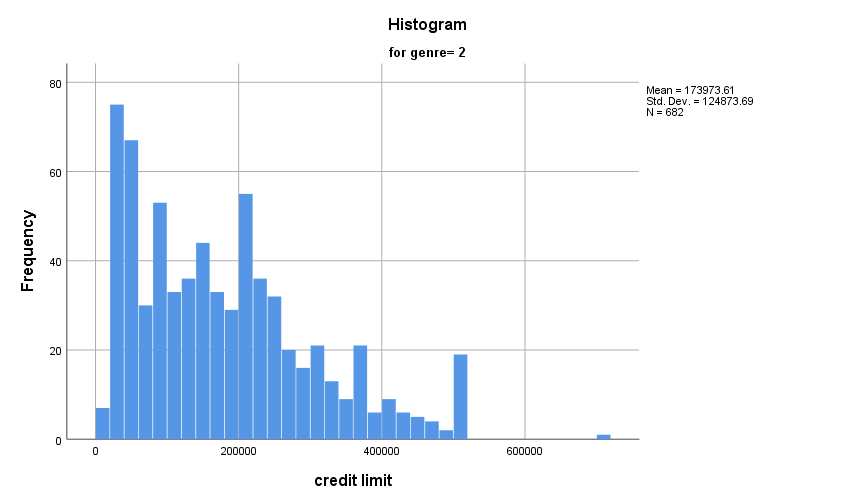 Histogram
for genre= 2
Mean = 173973.61
Std. Dev. = 124873.69
N = 682
Frequency
80
60
40
20
0
0 200000 400000 600000
credit limit